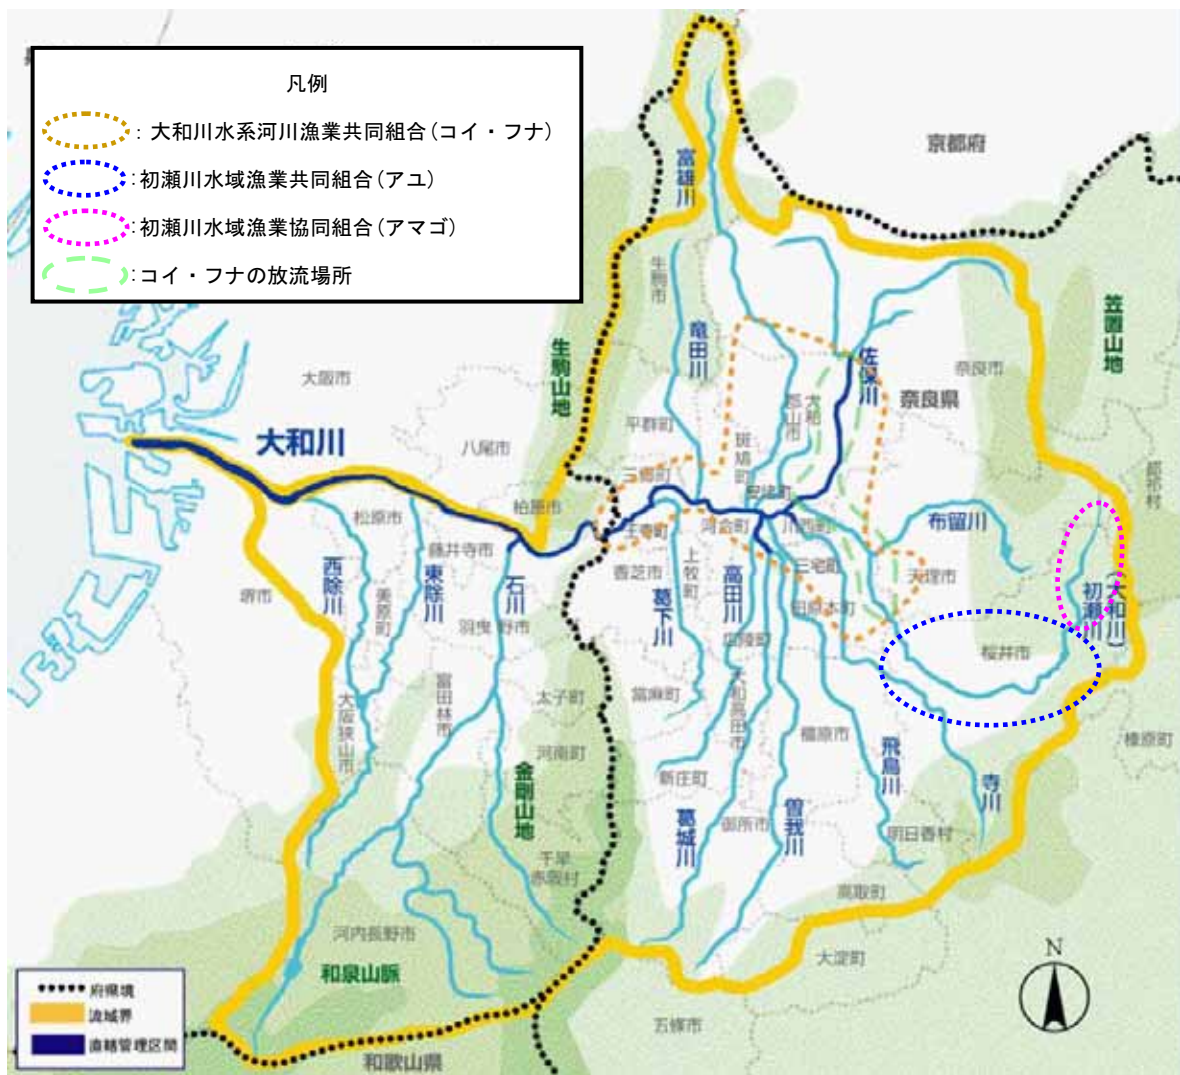 凡例
: 大和川水系河川漁業共同組合(コイ・フナ)
:初瀬川水域漁業共同組合(アユ)
:初瀬川水域漁業協同組合(アマゴ)
:コイ・フナの放流場所
京都府
富雄川
生駒市
笠置山地
竜田川
生駒山地
佐保川
奈良市
大阪市
奈良県
大和郡山市
平群町
大和川
八尾市
斑鳩町
三郷町
都祁村
柏原市
安堵町
松原市
王寺町
河合町
川西町
布留川
藤井寺市
香芝市
上牧町
三宅町
天理市
西除川
東除川
石川
高田川
堺市
美原町
葛下川
田原本町
初瀬川
(大和川)
羽曳野市
広陵町
桜井市
富田林市
太子町
當麻町
大和高田市
大阪狭山市
橿原市
榛原町
河南町
飛鳥川
新庄町
金剛山地
寺川
葛城川
御所市
曽我川
明日香村
千早赤阪村
高取町
河内長野市
大淀町
N
和泉山脈
府県境
流域界
直轄管理区間
五條市
和歌山県